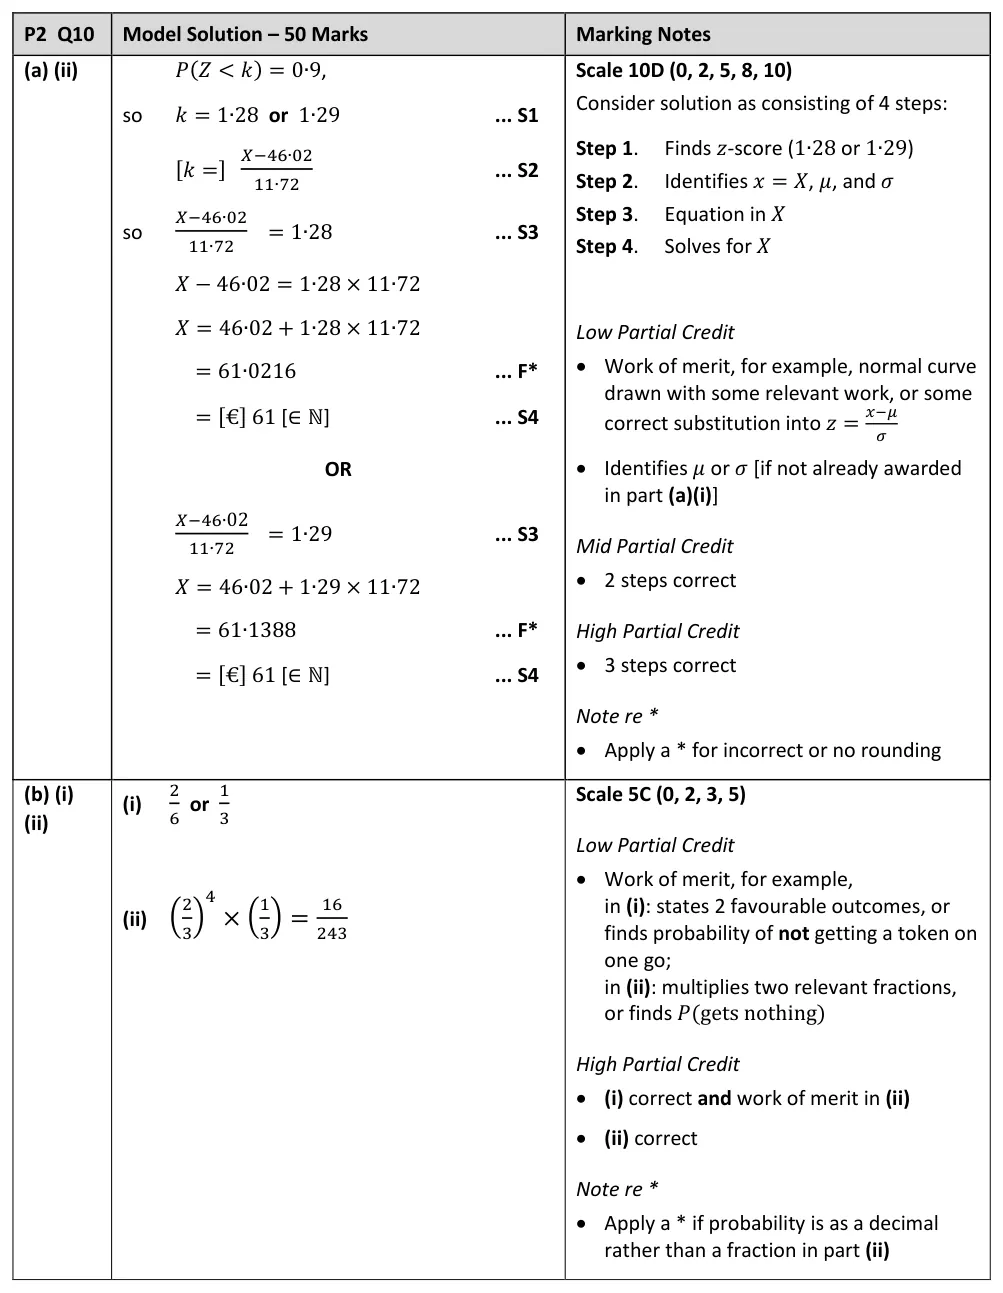 P2 Q10 Model Solution – 50 Marks Marking Notes
(a) (ii)
P(Z < k) = 0·9,
so k = 1·28 or 1·29 ... S1
[k =] X−46·02/11·72 ... S2
so X−46·02/11·72 = 1·28 ... S3
X − 46·02 = 1·28 × 11·72
X = 46·02 + 1·28 × 11·72
= 61·0216 ... F*
= [€] 61 [∈ ℕ] ... S4
OR
X−46·02/11·72 = 1·29 ... S3
X = 46·02 + 1·29 × 11·72
= 61·1388 ... F*
= [€] 61 [∈ ℕ] ... S4
Scale 10D (0, 2, 5, 8, 10)
Consider solution as consisting of 4 steps:
Step 1. Finds z-score (1·28 or 1·29)
Step 2. Identifies x = X, μ, and σ
Step 3. Equation in X
Step 4. Solves for X
Low Partial Credit
• Work of merit, for example, normal curve
drawn with some relevant work, or some
correct substitution into z = x−μ/σ
• Identifies μ or σ [if not already awarded
in part (a)(i)]
Mid Partial Credit
• 2 steps correct
High Partial Credit
• 3 steps correct
Note re *
• Apply a * for incorrect or no rounding
(b) (i)
(ii)
(i) 2/6 or 1/3
(ii) (2/3)⁴ × (1/3) = 16/243
Scale 5C (0, 2, 3, 5)
Low Partial Credit
• Work of merit, for example,
in (i): states 2 favourable outcomes, or
finds probability of not getting a token on
one go;
in (ii): multiplies two relevant fractions,
or finds P(gets nothing)
High Partial Credit
• (i) correct and work of merit in (ii)
• (ii) correct
Note re *
• Apply a * if probability is as a decimal
rather than a fraction in part (ii)